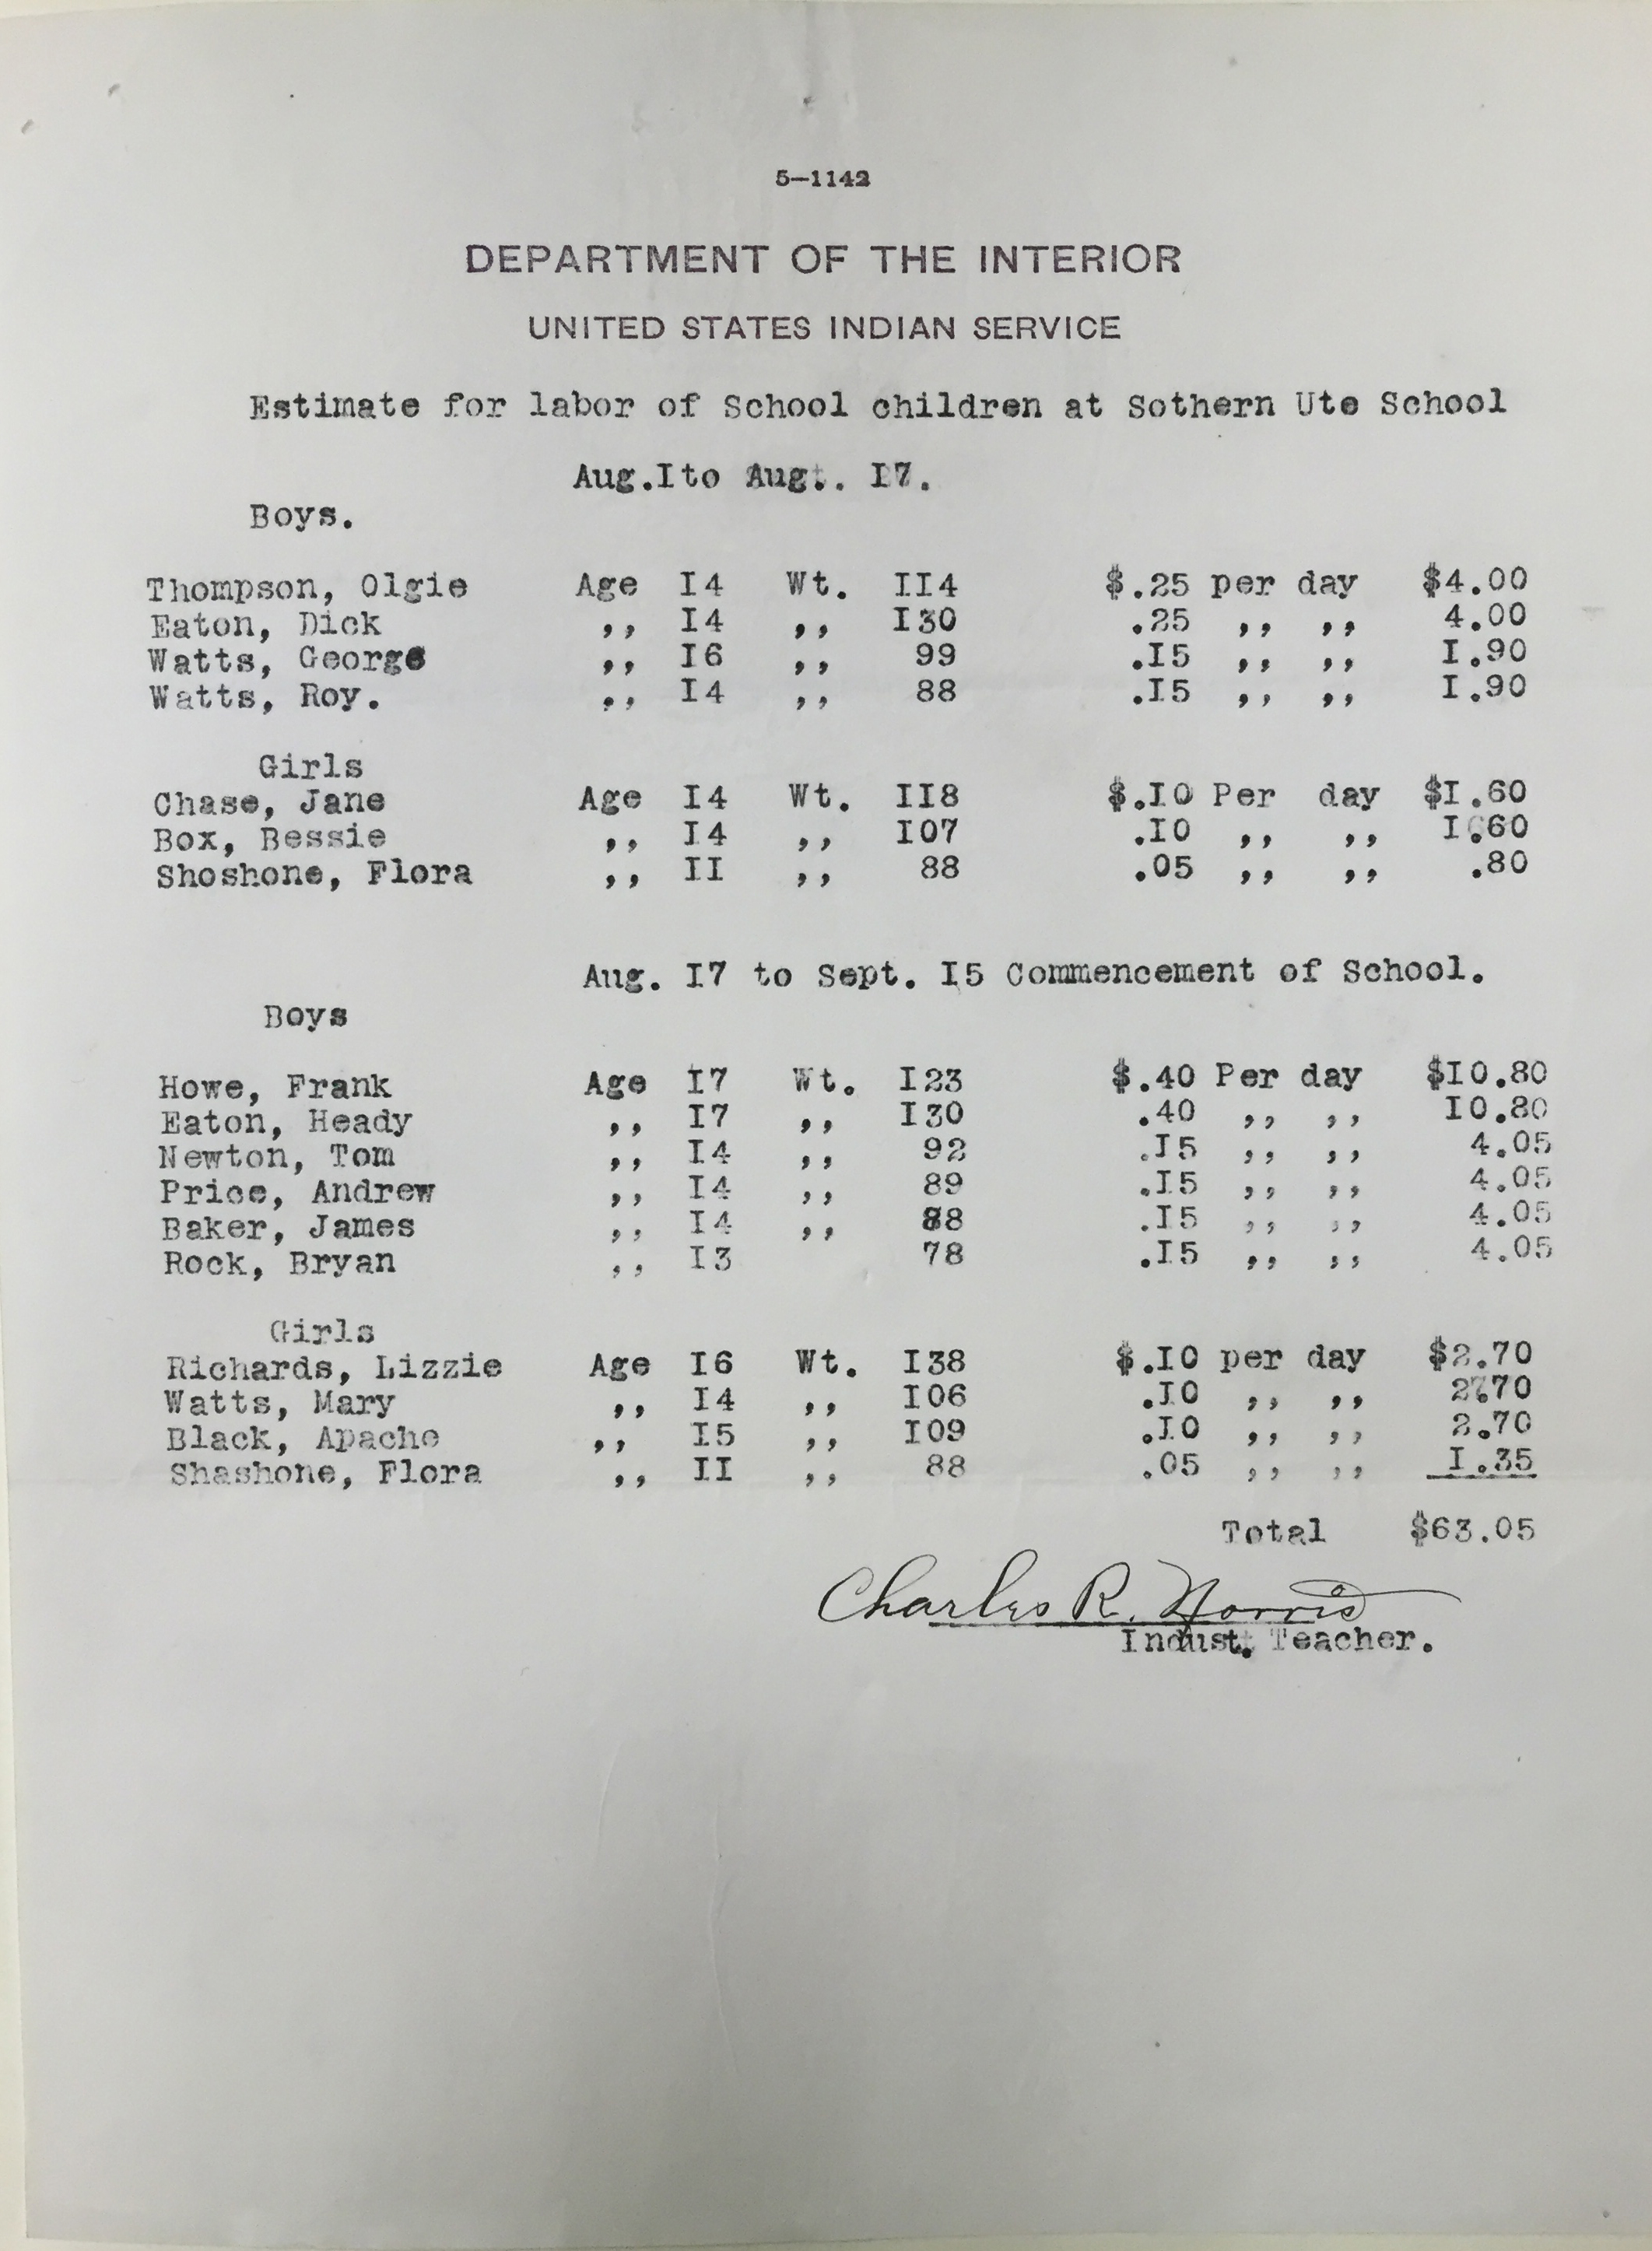 5—1142
DEPARTMENT OF THE INTERIOR
UNITED STATES INDIAN SERVICE
Estimate for labor of School children at Sothern Ute School
Aug.I to Aug. I7.
Boys.
Thompson, Olgie Age I4 Wt. II4 $.25 per day $4.00
Eaton, Dick ,, I4 ,, I30 .25 ,, ,, 4.00
Watts, George ,, I6 ,, 99 .I5 ,, ,, I.90
Watts, Roy. ,, I4 ,, 88 .I5 ,, ,, I.90
Girls
Chase, Jane Age I4 Wt. II8 $.I0 Per day $I.60
Box, Bessie ,, I4 ,, I07 .I0 ,, ,, I.60
Shoshone, Flora ,, II ,, 88 .05 ,, ,, .80
Aug. I7 to Sept. I5 Commencement of School.
Boys
Howe, Frank Age I7 Wt. I23 $.40 Per day $I0.80
Eaton, Heady ,, I7 ,, I30 .40 ,, ,, I0.80
Newton, Tom ,, I4 ,, 92 .I5 ,, ,, 4.05
Price, Andrew ,, I4 ,, 89 .I5 ,, ,, 4.05
Baker, James ,, I4 ,, 88 .I5 ,, ,, 4.05
Rock, Bryan ,, I3 78 .I5 ,, ,, 4.05
Girls
Richards, Lizzie Age I6 Wt. I38 $.I0 per day $2.70
Watts, Mary ,, I4 ,, I06 .I0 ,, ,, 2.70
Black, Apache ,, I5 ,, I09 .I0 ,, ,, 2.70
Shashone, Flora ,, II ,, 88 .05 ,, ,, I.35
Total $63.05
Charles R. Norris
Indust. Teacher.